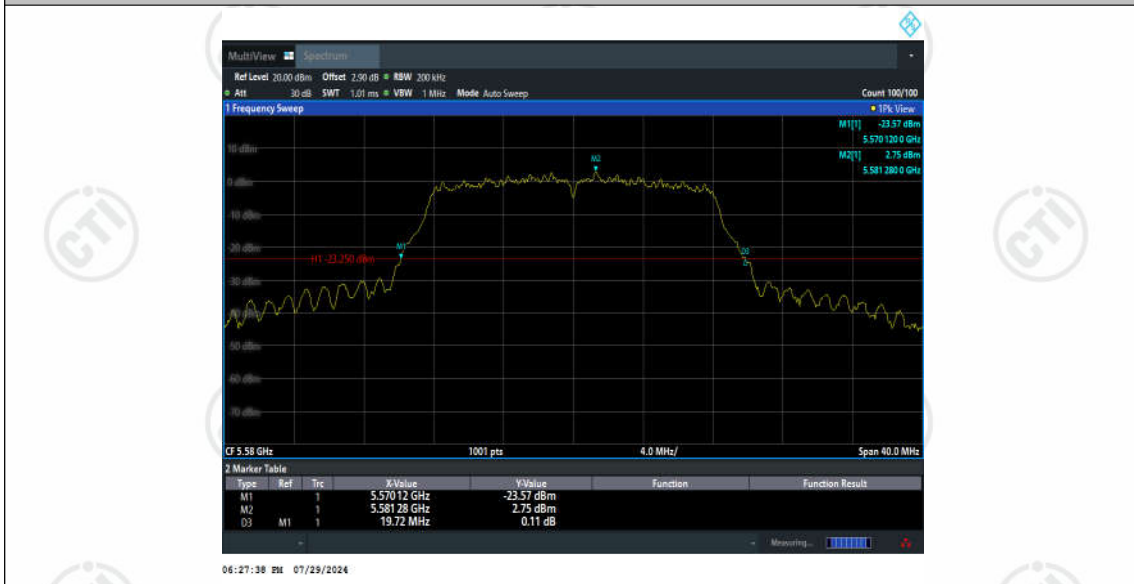 MultiView Spectrum
Ref Level 20.00 dBm Offset 2.90 dB RBW 200 kHz
Att 30 dB SWT 1.01 ms VBW 1 MHz Mode Auto Sweep Count 100/100
1 Frequency Sweep 1Pk View
M1[1] -23.57 dBm
5.570 120 0 GHz
M2[1] 2.75 dBm
5.581 280 0 GHz
10 dBm
M2
0 dBm
-10 dBm
-20 dBm
M1
D3
H1 -23.250 dBm
-30 dBm
-40 dBm
-50 dBm
-60 dBm
-70 dBm
CF 5.58 GHz 1001 pts 4.0 MHz/ Span 40.0 MHz
2 Marker Table
Type Ref Trc X-Value Y-Value Function Function Result
M1 1 5.57012 GHz -23.57 dBm
M2 1 5.58128 GHz 2.75 dBm
D3 M1 1 19.72 MHz 0.11 dB
Measuring...
06:27:38 PM 07/29/2024
CTI
CTI